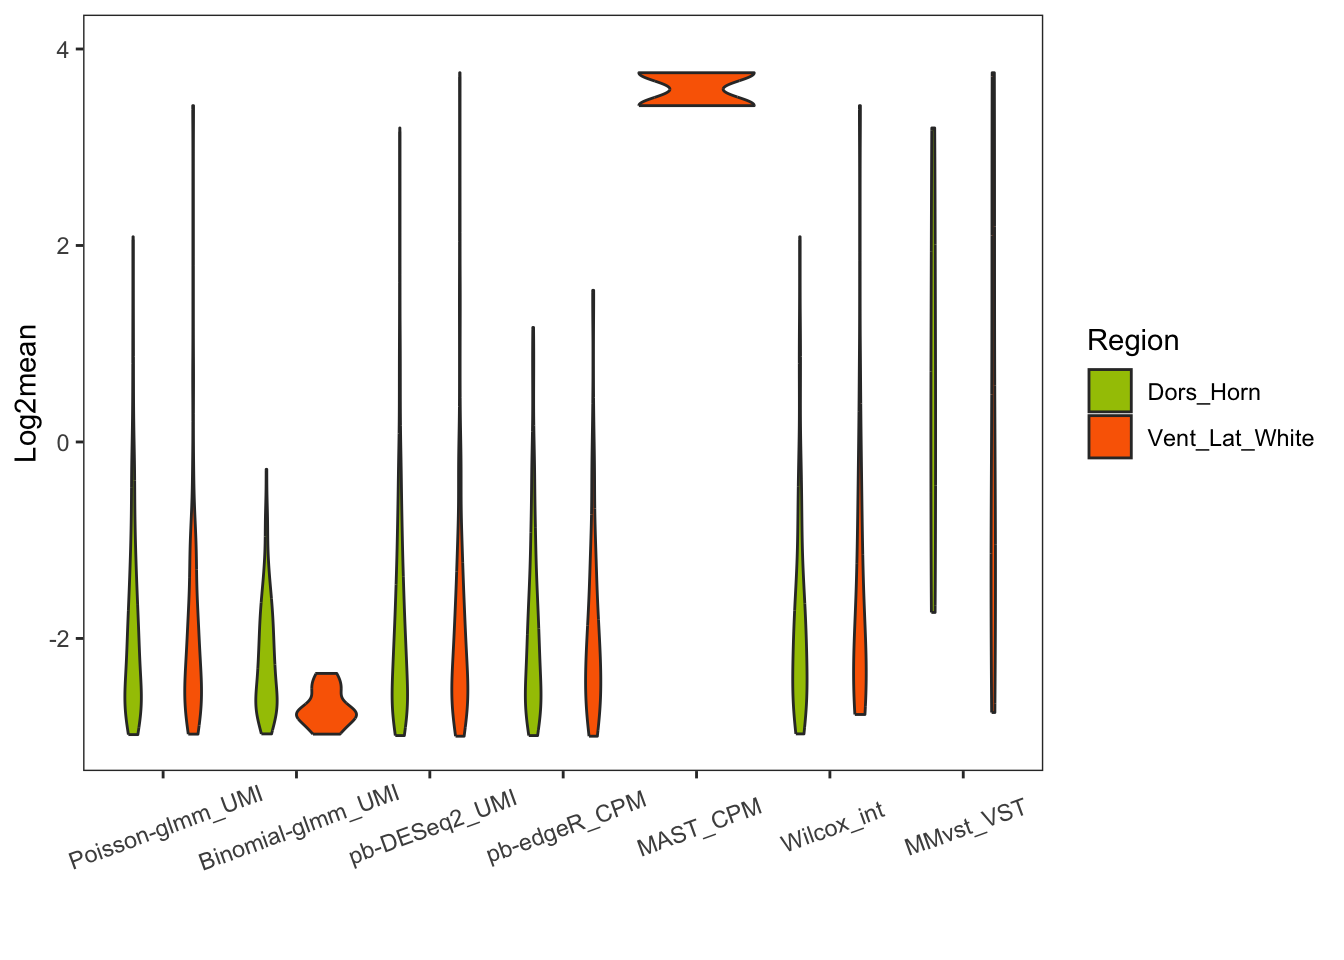 4
2
0
-2
Log2mean
Poisson-glmm_UMI
Binomial-glmm_UMI
pb-DESeq2_UMI
pb-edgeR_CPM
MAST_CPM
Wilcox_int
MMvst_VST
Region
Dors_Horn
Vent_Lat_White